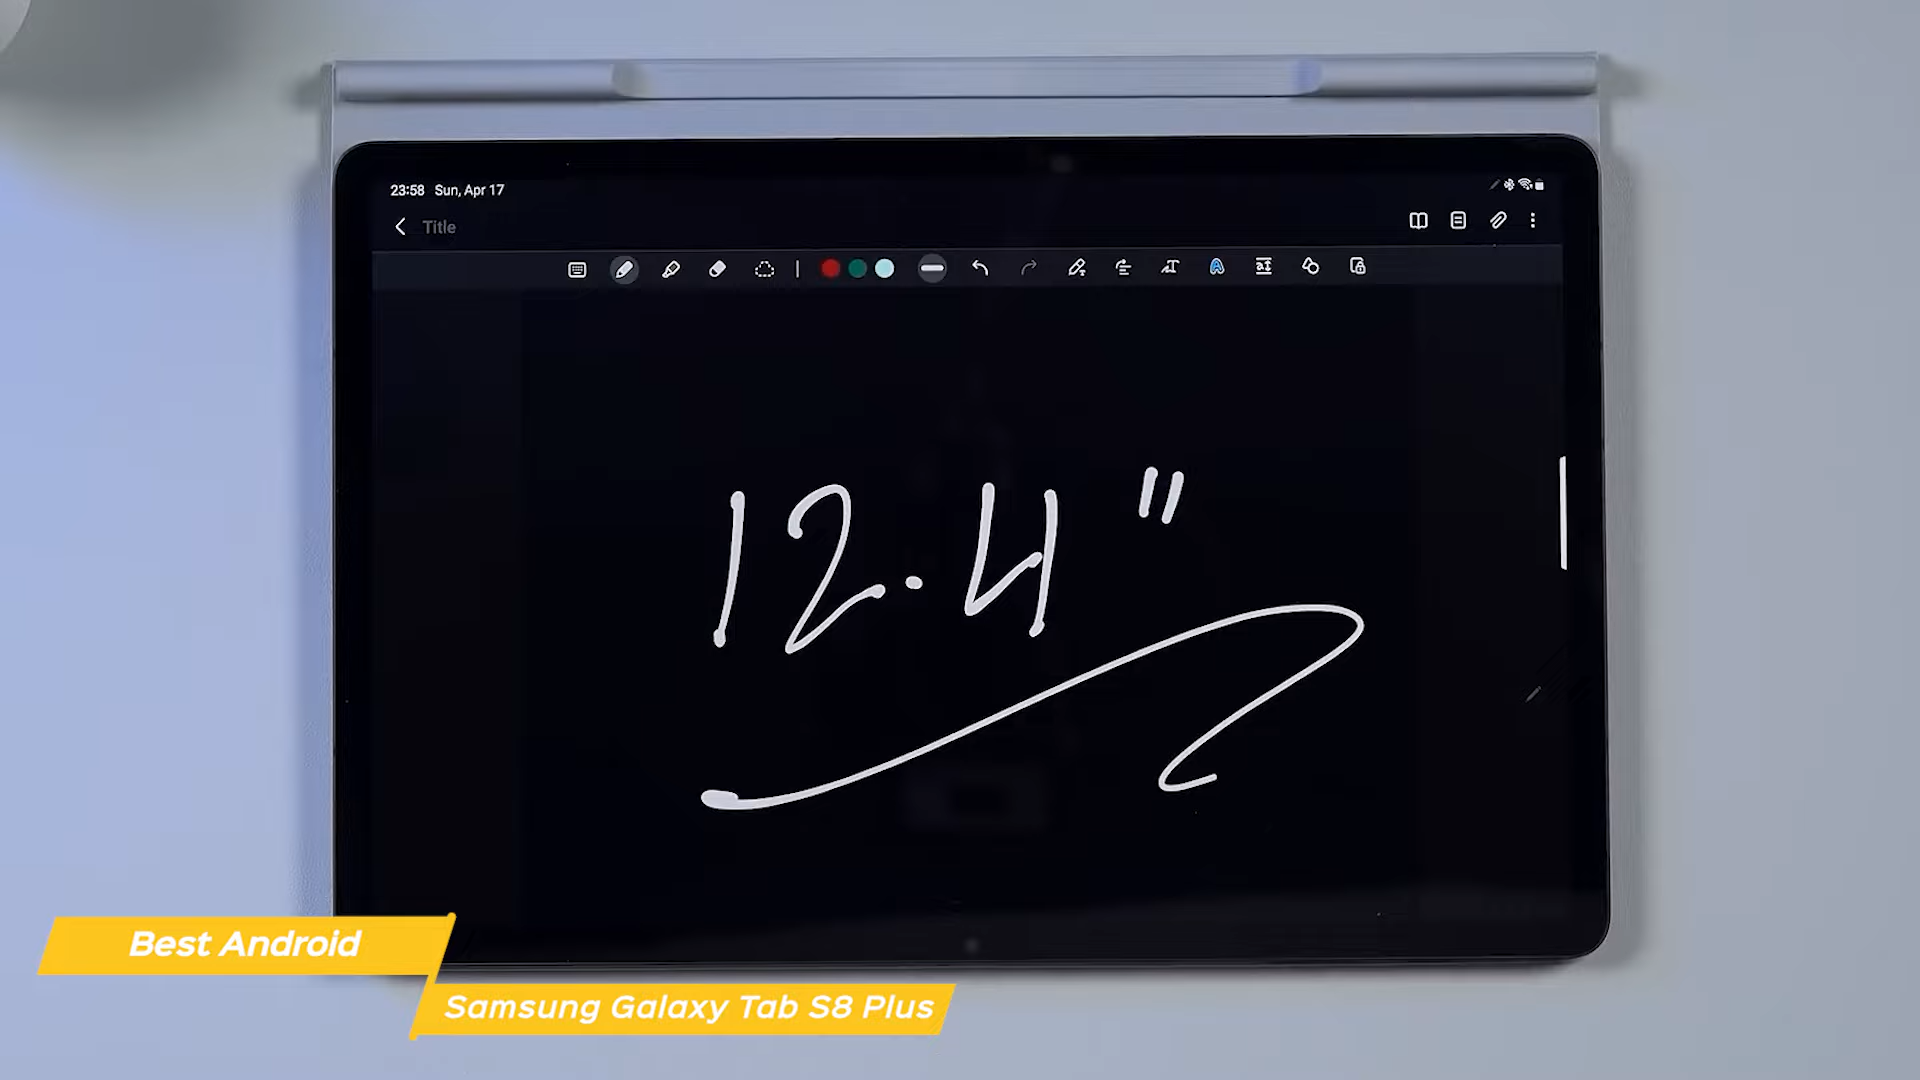 23:58 Sun, Apr 17
Title
12.4"
Best Android
Samsung Galaxy Tab S8 Plus